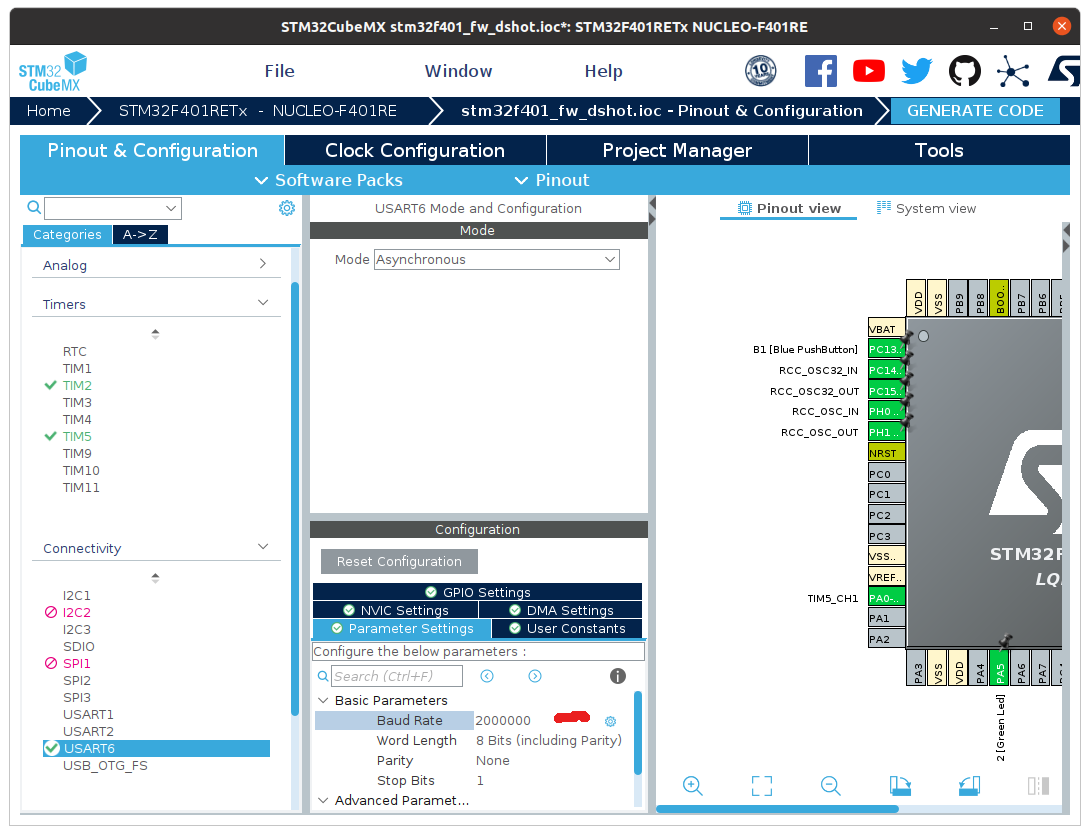 STM32CubeMX stm32f401_fw_dshot.ioc*: STM32F401RETx NUCLEO-F401RE
STM32
CubeMX
File
Window
Help
10
YEARS
Home
STM32F401RETx - NUCLEO-F401RE
stm32f401_fw_dshot.ioc - Pinout & Configuration
GENERATE CODE
Pinout & Configuration
Clock Configuration
Project Manager
Tools
Software Packs
Pinout
Categories
A->Z
Analog
Timers
RTC
TIM1
TIM2
TIM3
TIM4
TIM5
TIM9
TIM10
TIM11
Connectivity
I2C1
I2C2
I2C3
SDIO
SPI1
SPI2
SPI3
USART1
USART2
USART6
USB_OTG_FS
USART6 Mode and Configuration
Mode
Mode Asynchronous
Configuration
Reset Configuration
GPIO Settings
NVIC Settings
DMA Settings
Parameter Settings
User Constants
Configure the below parameters :
Search (Ctrl+F)
Basic Parameters
Baud Rate 2000000
Word Length 8 Bits (including Parity)
Parity None
Stop Bits 1
Advanced Paramet...
Pinout view
System view
VDD
VSS
PB9
PB8
BOO..
PB7
PB6
VBAT
B1 [Blue PushButton] PC13..
RCC_OSC32_IN PC14..
RCC_OSC32_OUT PC15..
RCC_OSC_IN PH0 ..
RCC_OSC_OUT PH1 ..
NRST
PC0
PC1
PC2
PC3
VSS..
VREF..
TIM5_CH1 PA0-..
PA1
PA2
STM32F
LQ
PA3
VSS
VDD
PA4
PA5
PA6
PA7
2 [Green Led]